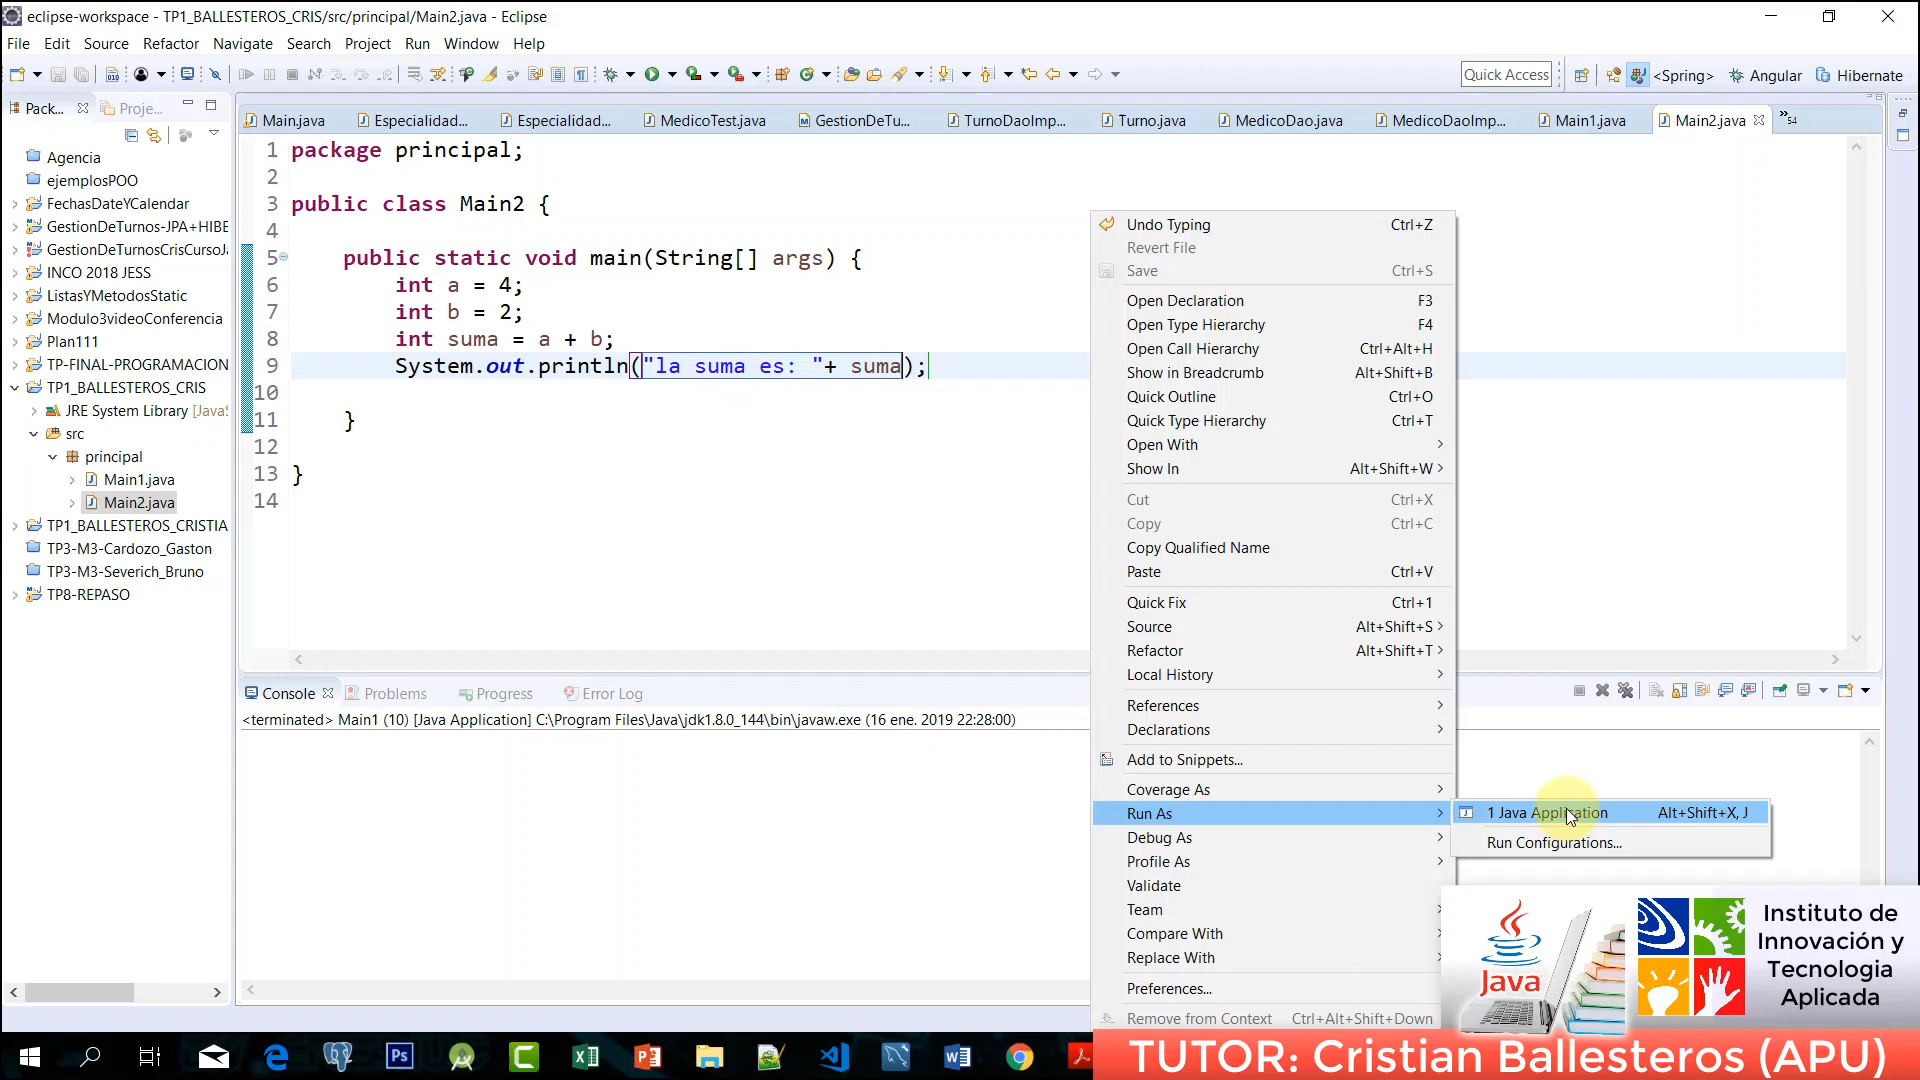 eclipse-workspace - TP1_BALLESTEROS_CRIS/src/principal/Main2.java - Eclipse
File Edit Source Refactor Navigate Search Project Run Window Help
Quick Access <Spring> Angular Hibernate
Pack... Proje...
Main.java Especialidad... Especialidad... MedicoTest.java GestionDeTu... TurnoDaoImp... Turno.java MedicoDao.java MedicoDaoImp... Main1.java Main2.java 54
Agencia
ejemplosPOO
FechasDateYCalendar
GestionDeTurnos-JPA+HIBE
GestionDeTurnosCrisCursoJ
INCO 2018 JESS
ListasYMetodosStatic
Modulo3videoConferencia
Plan111
TP-FINAL-PROGRAMACION
TP1_BALLESTEROS_CRIS
JRE System Library [Java
src
principal
Main1.java
Main2.java
TP1_BALLESTEROS_CRISTIA
TP3-M3-Cardozo_Gaston
TP3-M3-Severich_Bruno
TP8-REPASO
1 package principal;
2
3 public class Main2 {
4
5 public static void main(String[] args) {
6 int a = 4;
7 int b = 2;
8 int suma = a + b;
9 System.out.println("la suma es: "+ suma);
10
11 }
12
13 }
14
Undo Typing Ctrl+Z
Revert File
Save Ctrl+S
Open Declaration F3
Open Type Hierarchy F4
Open Call Hierarchy Ctrl+Alt+H
Show in Breadcrumb Alt+Shift+B
Quick Outline Ctrl+O
Quick Type Hierarchy Ctrl+T
Open With
Show In Alt+Shift+W
Cut Ctrl+X
Copy Ctrl+C
Copy Qualified Name
Paste Ctrl+V
Quick Fix Ctrl+1
Source Alt+Shift+S
Refactor Alt+Shift+T
Local History
References
Declarations
Add to Snippets...
Coverage As
Run As
Debug As
Profile As
Validate
Team
Compare With
Replace With
Preferences...
Remove from Context Ctrl+Alt+Shift+Down
1 Java Application Alt+Shift+X, J
Run Configurations...
Console Problems Progress Error Log
<terminated> Main1 (10) [Java Application] C:\Program Files\Java\jdk1.8.0_144\bin\javaw.exe (16 ene. 2019 22:28:00)
Java
Instituto de
Innovación y
Tecnologia
Aplicada
TUTOR: Cristian Ballesteros (APU)